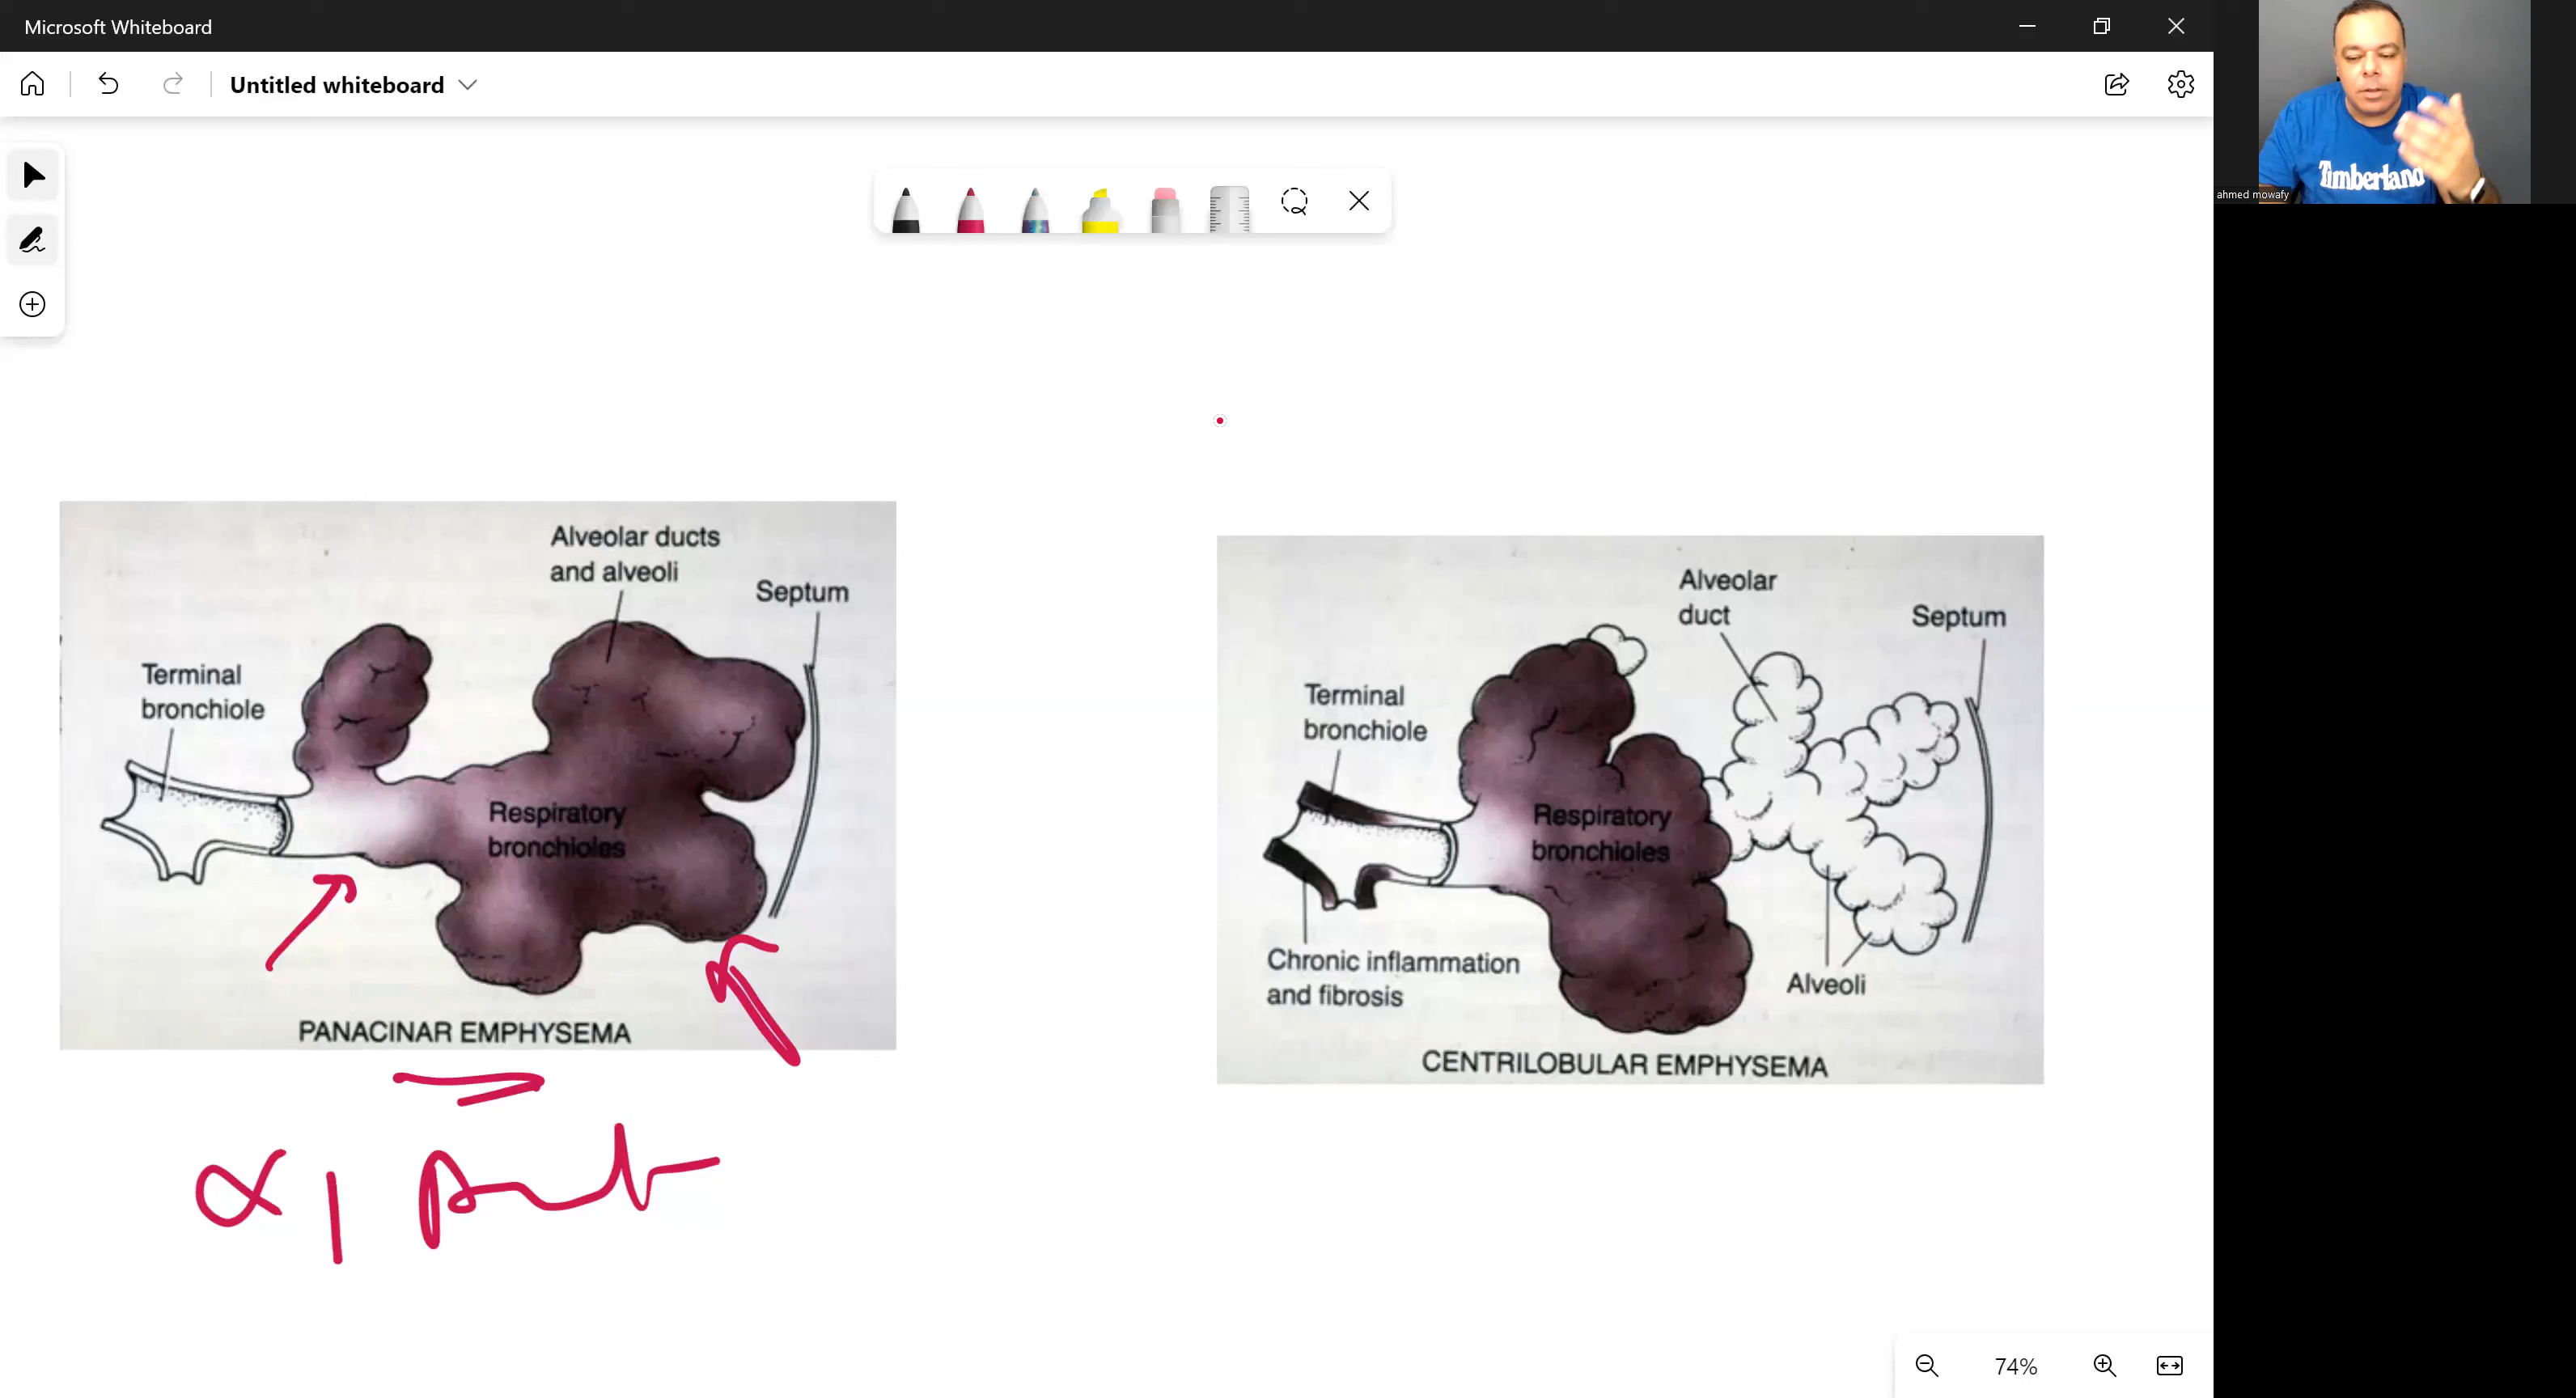 Microsoft Whiteboard
Untitled whiteboard
Timberland
ahmed mowafy
Alveolar ducts
and alveoli
Septum
Terminal
bronchiole
Respiratory
bronchioles
PANACINAR EMPHYSEMA
α 1
Alveolar
duct
Septum
Terminal
bronchiole
Respiratory
bronchioles
Chronic inflammation
and fibrosis
Alveoli
CENTRILOBULAR EMPHYSEMA
74%